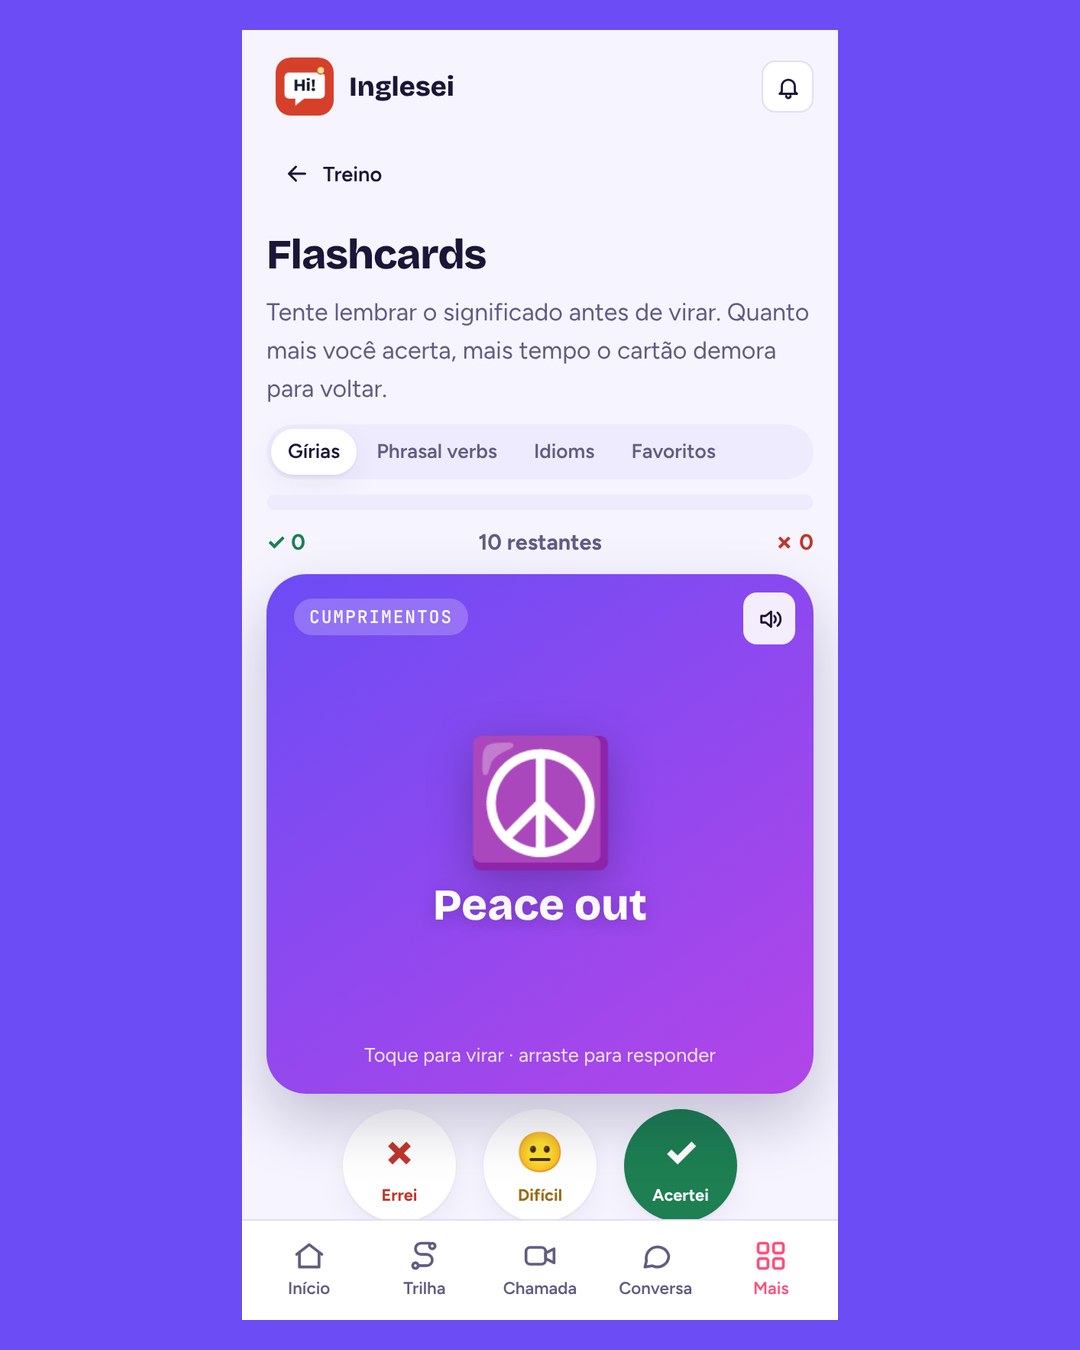 Hi!
Inglesei
Treino
Flashcards
Tente lembrar o significado antes de virar. Quanto
mais você acerta, mais tempo o cartão demora
para voltar.
Gírias
Phrasal verbs
Idioms
Favoritos
0
10 restantes
0
CUMPRIMENTOS
Peace out
Toque para virar · arraste para responder
Errei
Difícil
Acertei
Início
Trilha
Chamada
Conversa
Mais